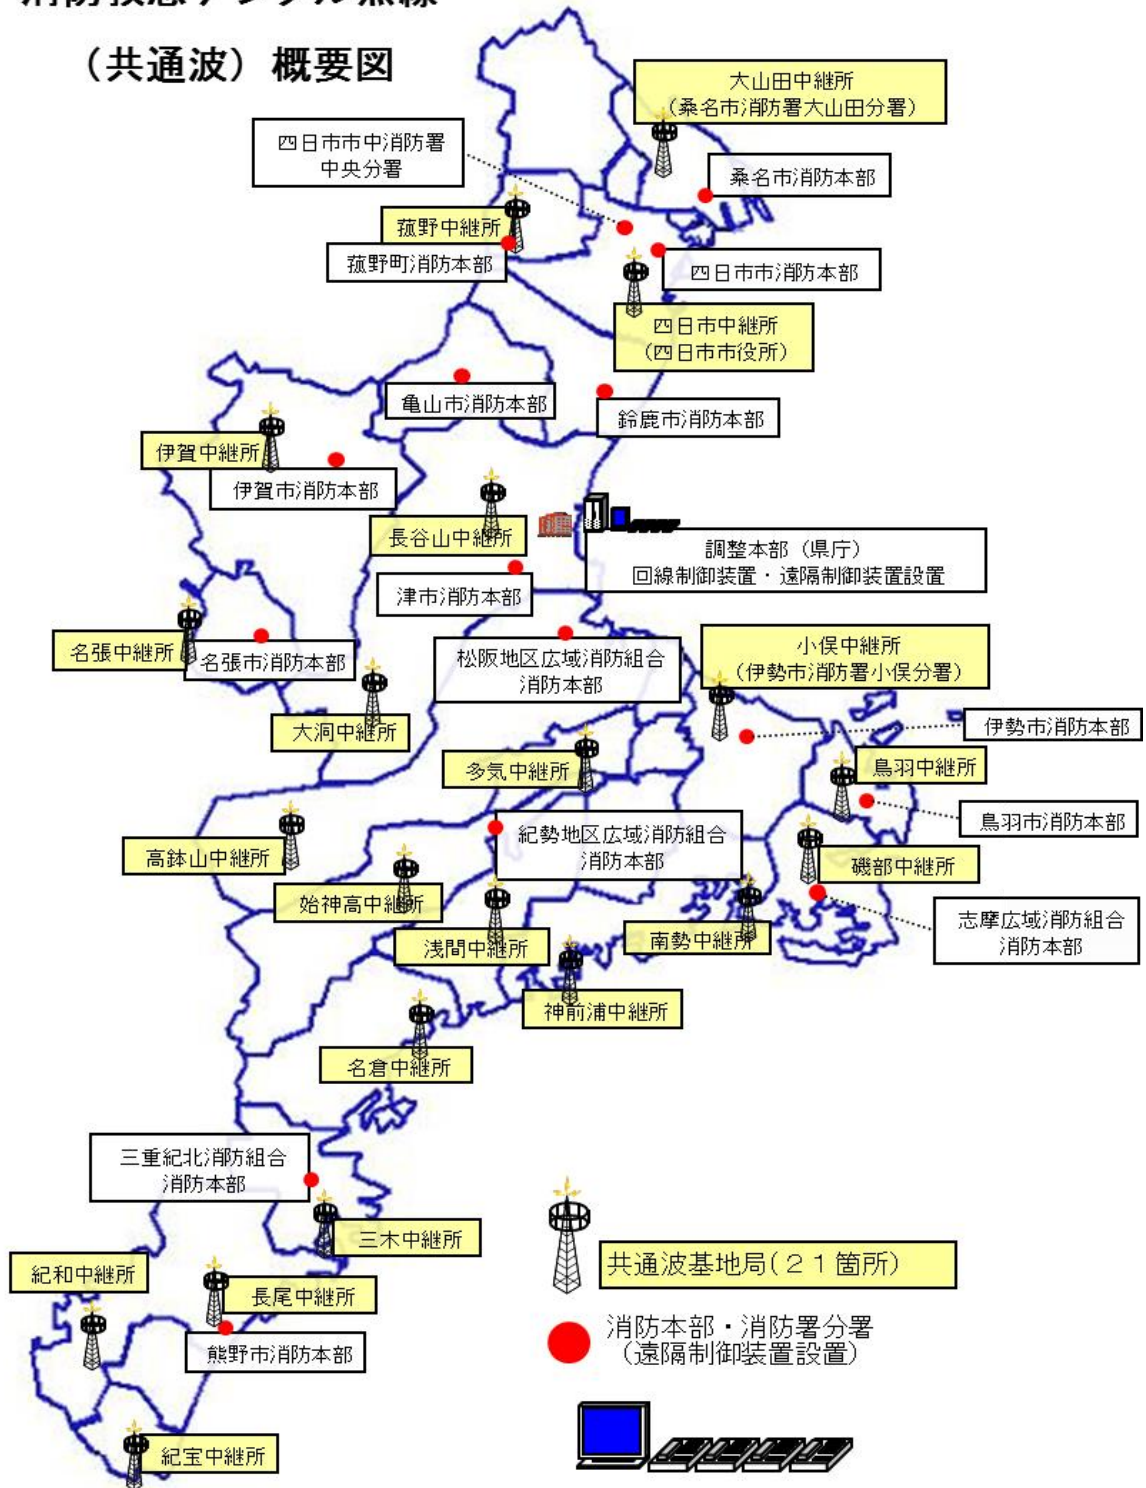 消防救急デジタル無線
（共通波）概要図
大山田中継所
（桑名市消防署大山田分署）
四日市市中消防署
中央分署
桑名市消防本部
菰野中継所
菰野町消防本部
四日市市消防本部
四日市中継所
（四日市市役所）
亀山市消防本部
鈴鹿市消防本部
伊賀中継所
伊賀市消防本部
長谷山中継所
調整本部（県庁）
回線制御装置・遠隔制御装置設置
津市消防本部
名張中継所
名張市消防本部
松阪地区広域消防組合
消防本部
小俣中継所
（伊勢市消防署小俣分署）
大洞中継所
伊勢市消防本部
多気中継所
鳥羽中継所
鳥羽市消防本部
高鉢山中継所
紀勢地区広域消防組合
消防本部
磯部中継所
始神高中継所
浅間中継所
南勢中継所
志摩広域消防組合
消防本部
神前浦中継所
名倉中継所
三重紀北消防組合
消防本部
三木中継所
紀和中継所
長尾中継所
熊野市消防本部
紀宝中継所
共通波基地局（２１箇所）
消防本部・消防署分署
（遠隔制御装置設置）